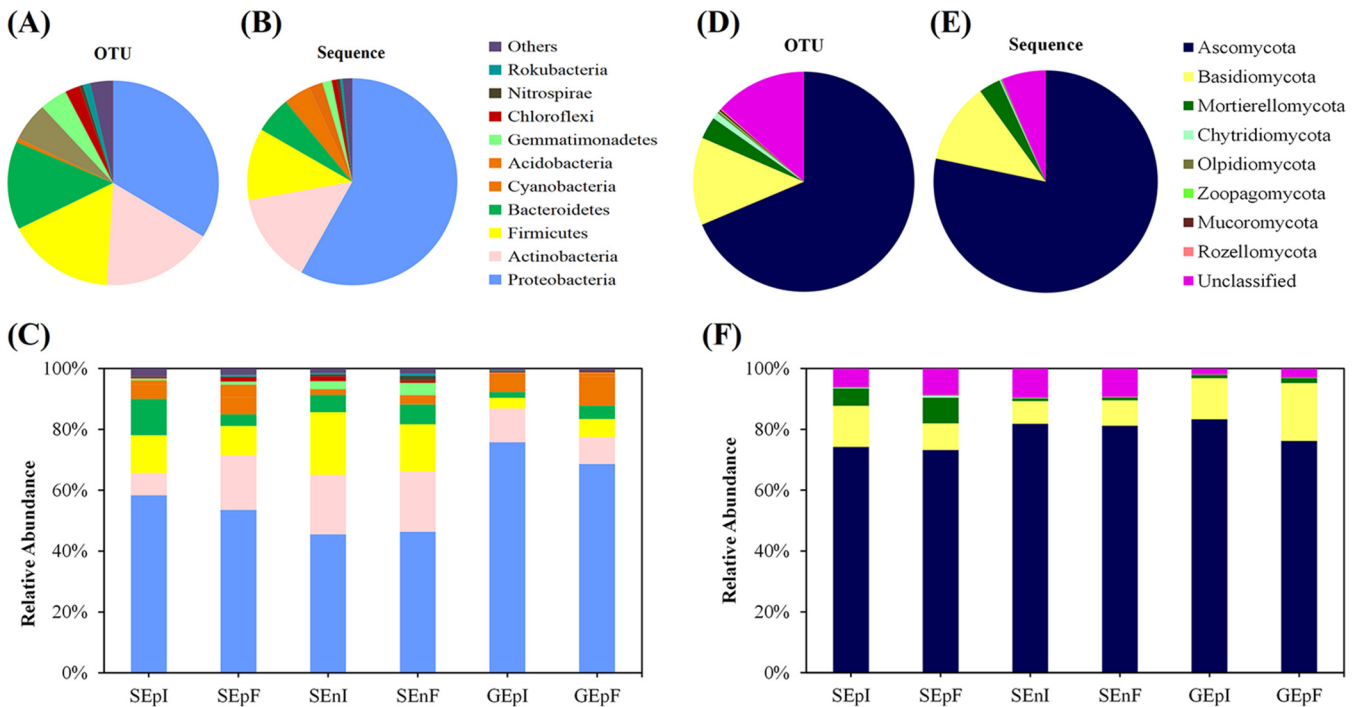 (A)
OTU
(B)
Sequence
Others
Rokubacteria
Nitrospirae
Chloroflexi
Gemmatimonadetes
Acidobacteria
Cyanobacteria
Bacteroidetes
Firmicutes
Actinobacteria
Proteobacteria
(D)
OTU
(E)
Sequence
Ascomycota
Basidiomycota
Mortierellomycota
Chytridiomycota
Olpidiomycota
Zoopagomycota
Mucoromycota
Rozellomycota
Unclassified
(C)
Relative Abundance
100%
80%
60%
40%
20%
0%
SEpI SEpF SEnI SEnF GEpI GEpF
(F)
Relative Abundance
100%
80%
60%
40%
20%
0%
SEpI SEpF SEnI SEnF GEpI GEpF